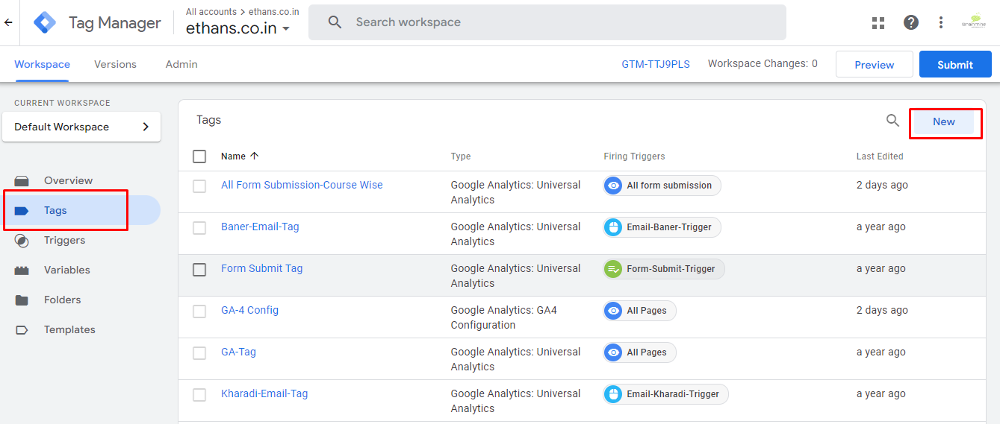 Tag Manager
All accounts > ethans.co.in
ethans.co.in
Search workspace
Workspace
Versions
Admin
GTM-TTJ9PLS
Workspace Changes: 0
Preview
Submit
CURRENT WORKSPACE
Default Workspace
Overview
Tags
Triggers
Variables
Folders
Templates
Tags
New
Name Type Firing Triggers Last Edited
All Form Submission-Course Wise Google Analytics: Universal All form submission 2 days ago
Analytics
Baner-Email-Tag Google Analytics: Universal Email-Baner-Trigger a year ago
Analytics
Form Submit Tag Google Analytics: Universal Form-Submit-Trigger a year ago
Analytics
GA-4 Config Google Analytics: GA4 All Pages 2 days ago
Configuration
GA-Tag Google Analytics: Universal All Pages a year ago
Analytics
Kharadi-Email-Tag Google Analytics: Universal Email-Kharadi-Trigger a year ago
Analytics